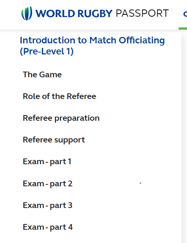 WORLD RUGBY PASSPORT
Introduction to Match Officiating
(Pre-Level 1)
The Game
Role of the Referee
Referee preparation
Referee support
Exam - part 1
Exam - part 2
Exam - part 3
Exam - part 4